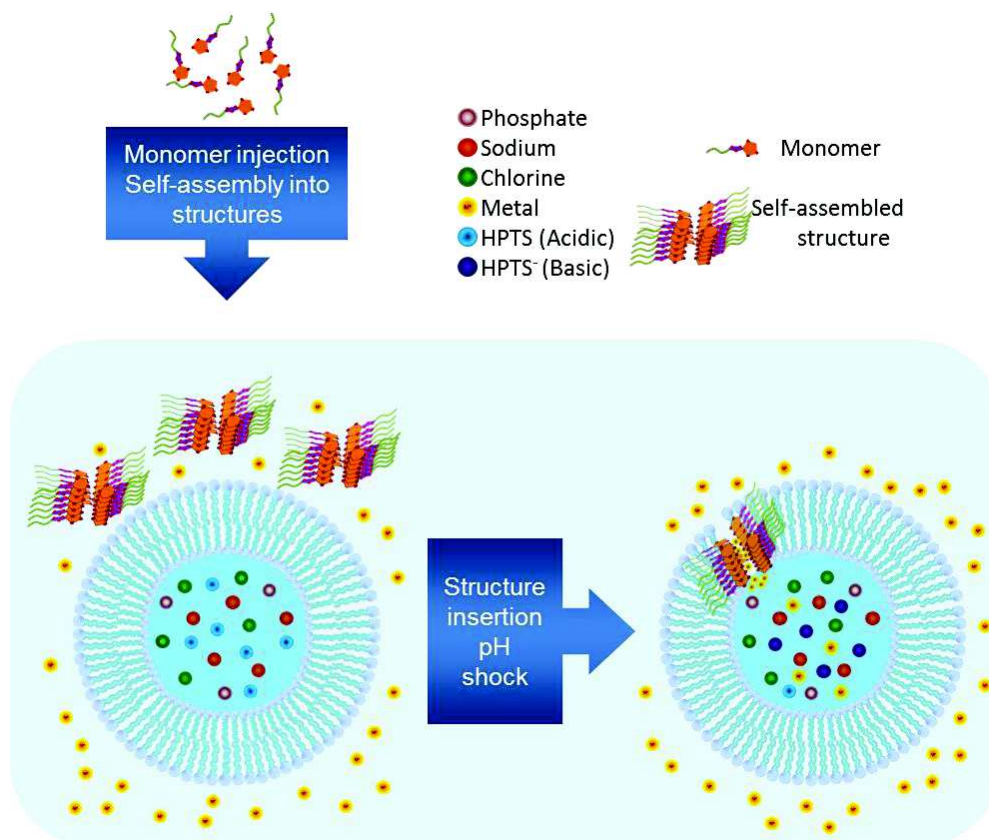 Monomer injection
Self-assembly into
structures
Phosphate
Sodium
Chlorine
Metal
HPTS (Acidic)
HPTS⁻ (Basic)
Monomer
Self-assembled
structure
Structure
insertion
pH
shock